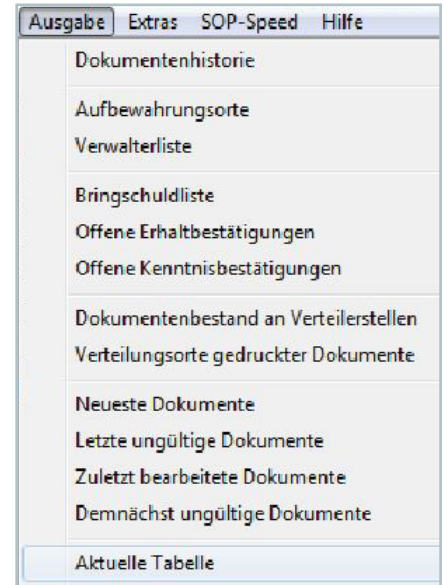 Ausgabe Extras SOP-Speed Hilfe
Dokumentenhistorie
Aufbewahrungsorte
Verwalterliste
Bringschuldliste
Offene Erhaltbestätigungen
Offene Kenntnisbestätigungen
Dokumentenbestand an Verteilerstellen
Verteilungsorte gedruckter Dokumente
Neueste Dokumente
Letzte ungültige Dokumente
Zuletzt bearbeitete Dokumente
Demnächst ungültige Dokumente
Aktuelle Tabelle